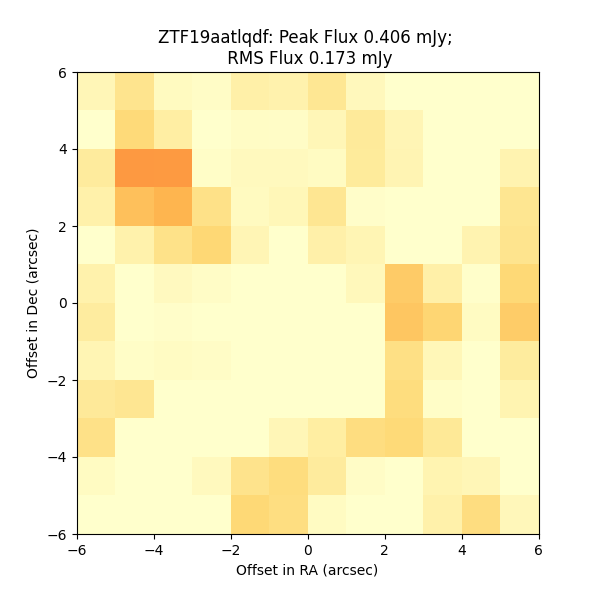 ZTF19aatlqdf: Peak Flux 0.406 mJy;
RMS Flux 0.173 mJy
6
4
2
0
−2
−4
−6
Offset in Dec (arcsec)
−6 −4 −2 0 2 4 6
Offset in RA (arcsec)